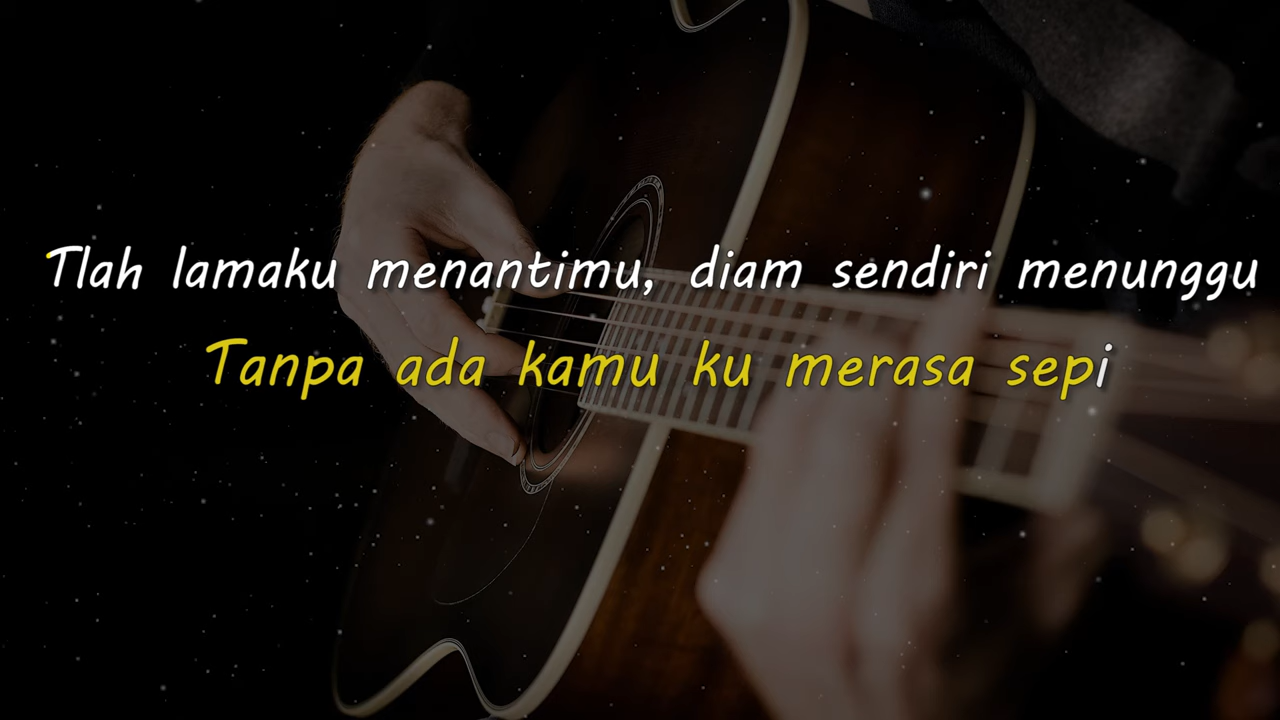 Tlah lamaku menantimu, diam sendiri menunggu
Tanpa ada kamu ku merasa sepi